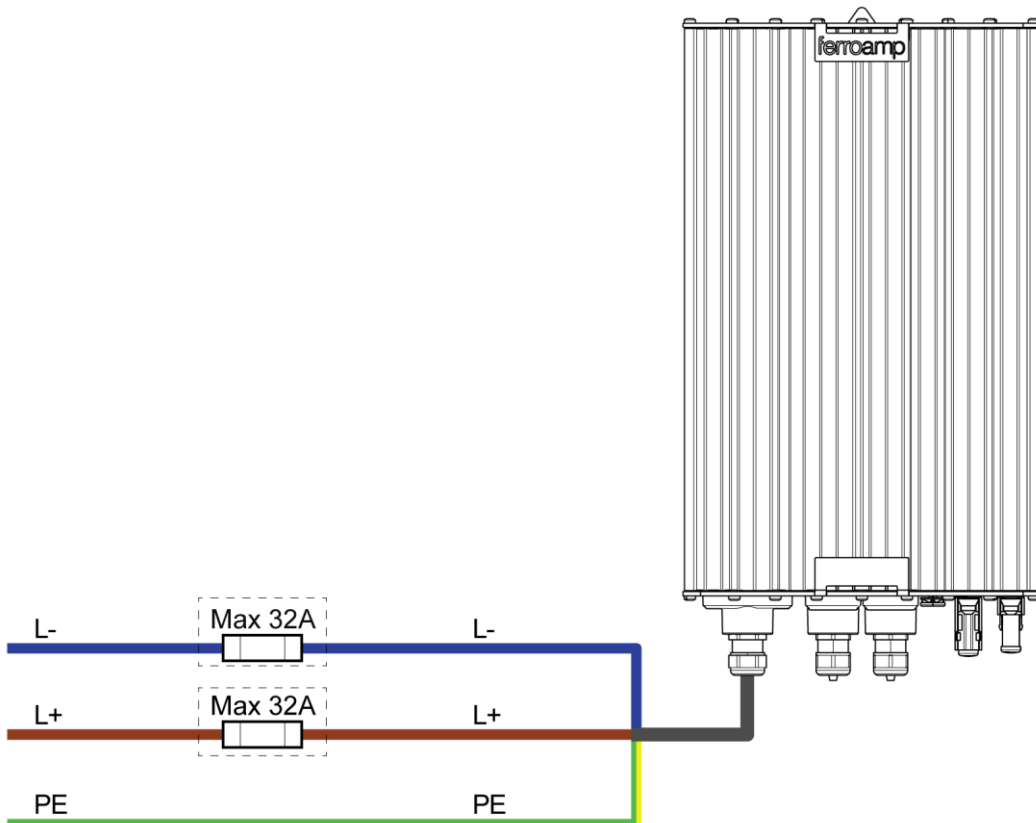 ferroamp
Max 32A
L- L-
Max 32A
L+ L+
PE PE